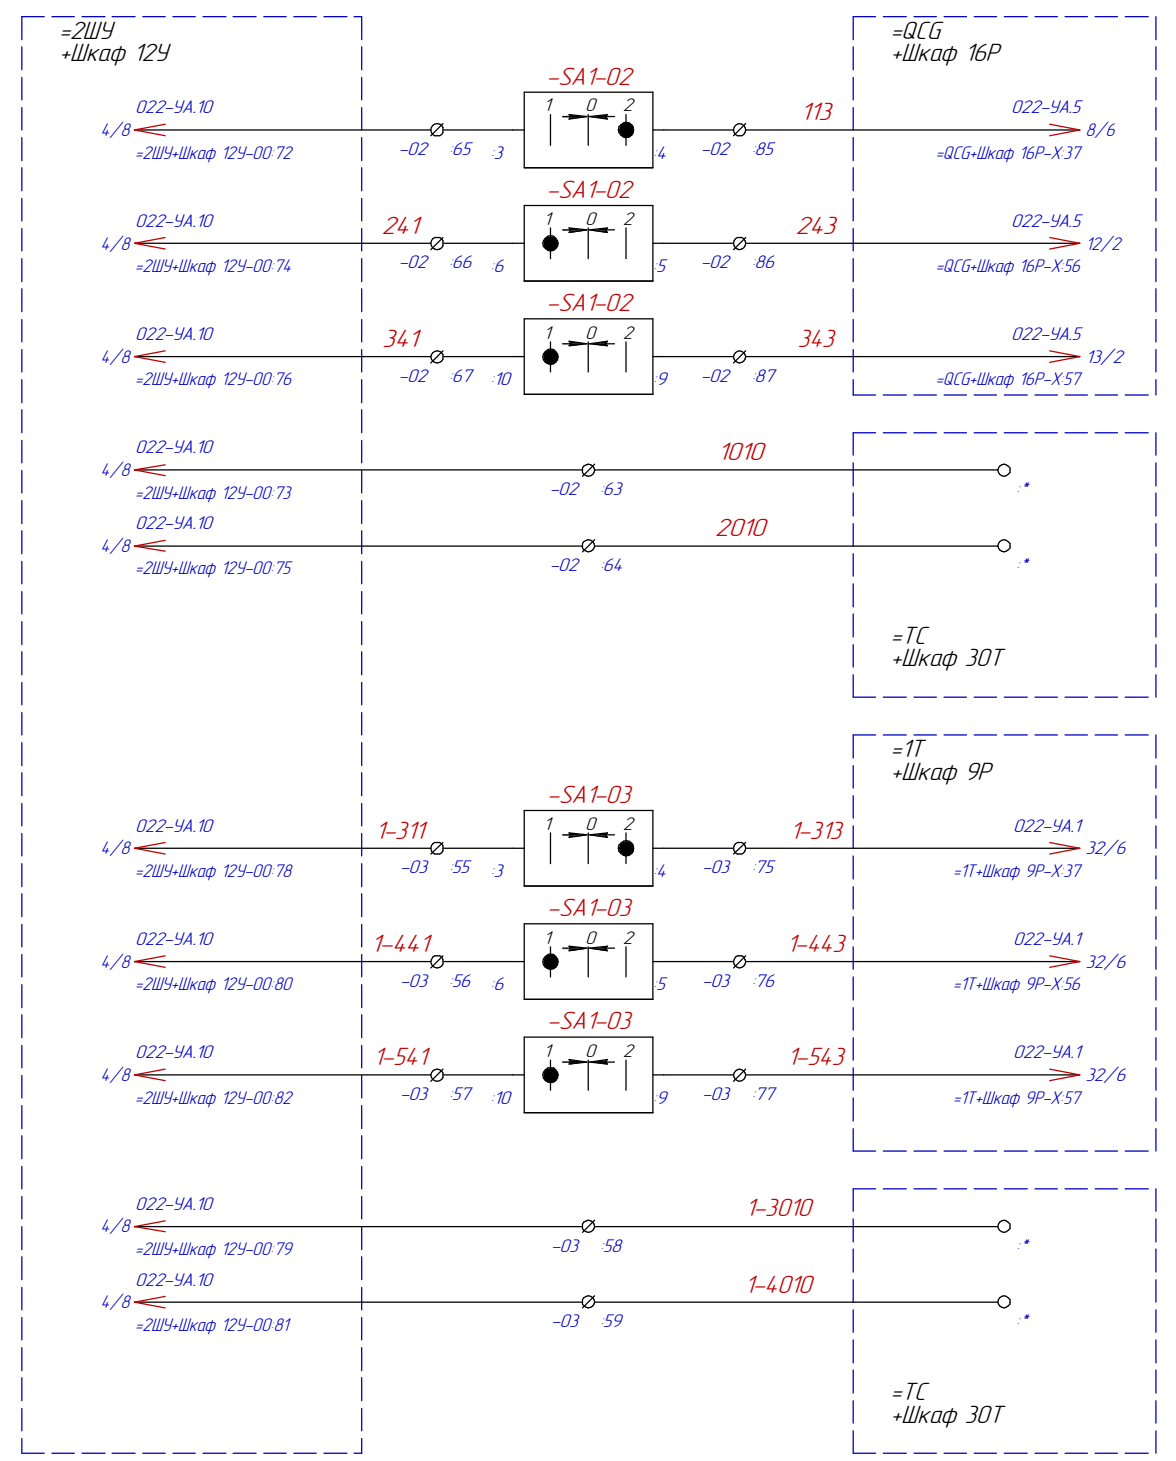 =2ШУ
+Шкаф 12У
=QCG
+Шкаф 16Р
-SA1-02
1 0 2
022-УА.10
4/8
=2ШУ+Шкаф 12У-00:72
-02 :65 :3
:4 -02 :85
113
022-УА.5
8/6
=QCG+Шкаф 16Р-Х:37
-SA1-02
1 0 2
022-УА.10
4/8
=2ШУ+Шкаф 12У-00:74
241
-02 :66 :6
:5 -02 :86
243
022-УА.5
12/2
=QCG+Шкаф 16Р-Х:56
-SA1-02
1 0 2
022-УА.10
4/8
=2ШУ+Шкаф 12У-00:76
341
-02 :67 :10
:9 -02 :87
343
022-УА.5
13/2
=QCG+Шкаф 16Р-Х:57
022-УА.10
4/8
=2ШУ+Шкаф 12У-00:73
-02 :63
1010
:*
022-УА.10
4/8
=2ШУ+Шкаф 12У-00:75
-02 :64
2010
:*
=ТС
+Шкаф 30Т
=1Т
+Шкаф 9Р
-SA1-03
1 0 2
022-УА.10
4/8
=2ШУ+Шкаф 12У-00:78
1-311
-03 :55 :3
:4 -03 :75
1-313
022-УА.1
32/6
=1Т+Шкаф 9Р-Х:37
-SA1-03
1 0 2
022-УА.10
4/8
=2ШУ+Шкаф 12У-00:80
1-441
-03 :56 :6
:5 -03 :76
1-443
022-УА.1
32/6
=1Т+Шкаф 9Р-Х:56
-SA1-03
1 0 2
022-УА.10
4/8
=2ШУ+Шкаф 12У-00:82
1-541
-03 :57 :10
:9 -03 :77
1-543
022-УА.1
32/6
=1Т+Шкаф 9Р-Х:57
022-УА.10
4/8
=2ШУ+Шкаф 12У-00:79
-03 :58
1-3010
:*
022-УА.10
4/8
=2ШУ+Шкаф 12У-00:81
-03 :59
1-4010
:*
=ТС
+Шкаф 30Т